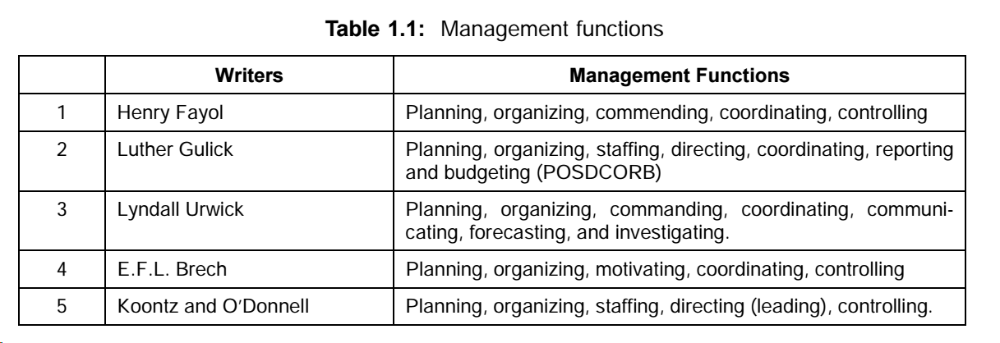 Table 1.1: Management functions
Writers Management Functions
1 Henry Fayol Planning, organizing, commending, coordinating, controlling
2 Luther Gulick Planning, organizing, staffing, directing, coordinating, reporting
and budgeting (POSDCORB)
3 Lyndall Urwick Planning, organizing, commanding, coordinating, communi-
cating, forecasting, and investigating.
4 E.F.L. Brech Planning, organizing, motivating, coordinating, controlling
5 Koontz and O’Donnell Planning, organizing, staffing, directing (leading), controlling.